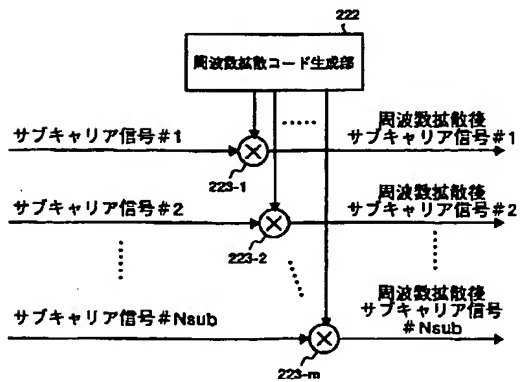 222
周波数拡散コード生成部
サブキャリア信号#1
周波数拡散後
サブキャリア信号#1
223-1
サブキャリア信号#2
周波数拡散後
サブキャリア信号#2
223-2
サブキャリア信号#Nsub
周波数拡散後
サブキャリア信号
#Nsub
223-m